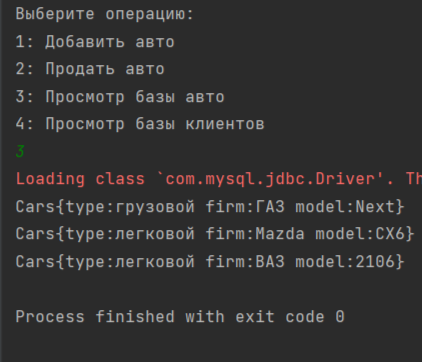 Выберите операцию:
1: Добавить авто
2: Продать авто
3: Просмотр базы авто
4: Просмотр базы клиентов
3
Loading class `com.mysql.jdbc.Driver'. Th
Cars{type:грузовой firm:ГАЗ model:Next}
Cars{type:легковой firm:Mazda model:CX6}
Cars{type:легковой firm:ВАЗ model:2106}
Process finished with exit code 0